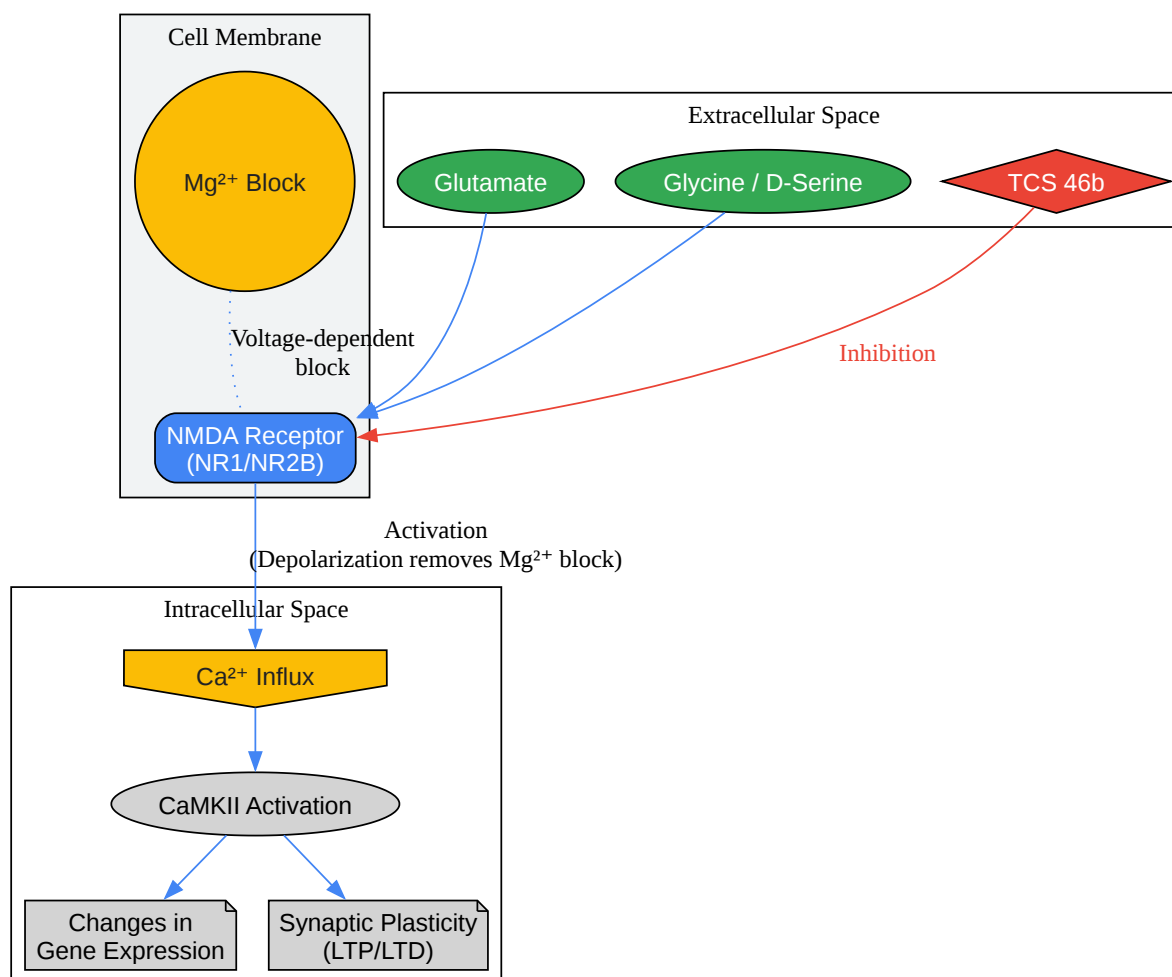 Cell Membrane
Mg²⁺ Block
Extracellular Space
Glutamate
Glycine / D-Serine
TCS 46b
Voltage-dependent
block
Inhibition
NMDA Receptor
(NR1/NR2B)
Activation
(Depolarization removes Mg²⁺ block)
Intracellular Space
Ca²⁺ Influx
CaMKII Activation
Changes in
Gene Expression
Synaptic Plasticity
(LTP/LTD)